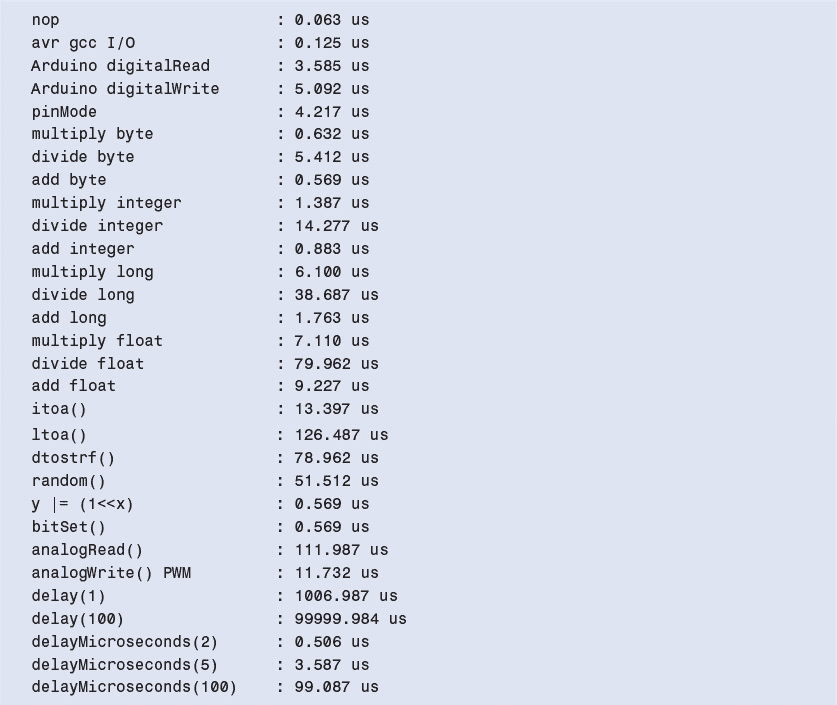 nop : 0.063 us
avr gcc I/O : 0.125 us
Arduino digitalRead : 3.585 us
Arduino digitalWrite : 5.092 us
pinMode : 4.217 us
multiply byte : 0.632 us
divide byte : 5.412 us
add byte : 0.569 us
multiply integer : 1.387 us
divide integer : 14.277 us
add integer : 0.883 us
multiply long : 6.100 us
divide long : 38.687 us
add long : 1.763 us
multiply float : 7.110 us
divide float : 79.962 us
add float : 9.227 us
itoa() : 13.397 us
ltoa() : 126.487 us
dtostrf() : 78.962 us
random() : 51.512 us
y |= (1<<x) : 0.569 us
bitSet() : 0.569 us
analogRead() : 111.987 us
analogWrite() PWM : 11.732 us
delay(1) : 1006.987 us
delay(100) : 99999.984 us
delayMicroseconds(2) : 0.506 us
delayMicroseconds(5) : 3.587 us
delayMicroseconds(100) : 99.087 us